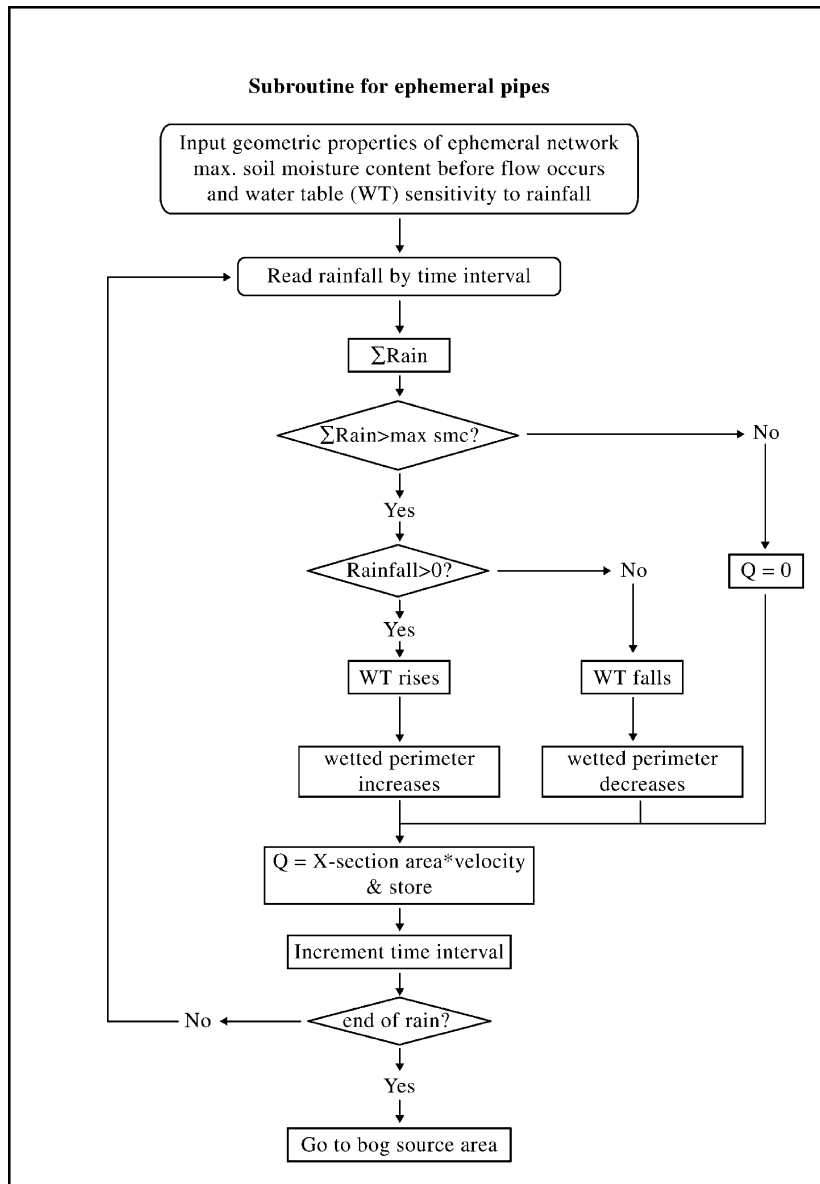 Subroutine for ephemeral pipes
Input geometric properties of ephemeral network
max. soil moisture content before flow occurs
and water table (WT) sensitivity to rainfall
Read rainfall by time interval
∑Rain
∑Rain>max smc?
No
Yes
Rainfall>0?
No
Q = 0
Yes
WT rises
WT falls
wetted perimeter
increases
wetted perimeter
decreases
Q = X-section area*velocity
& store
Increment time interval
end of rain?
No
Yes
Go to bog source area